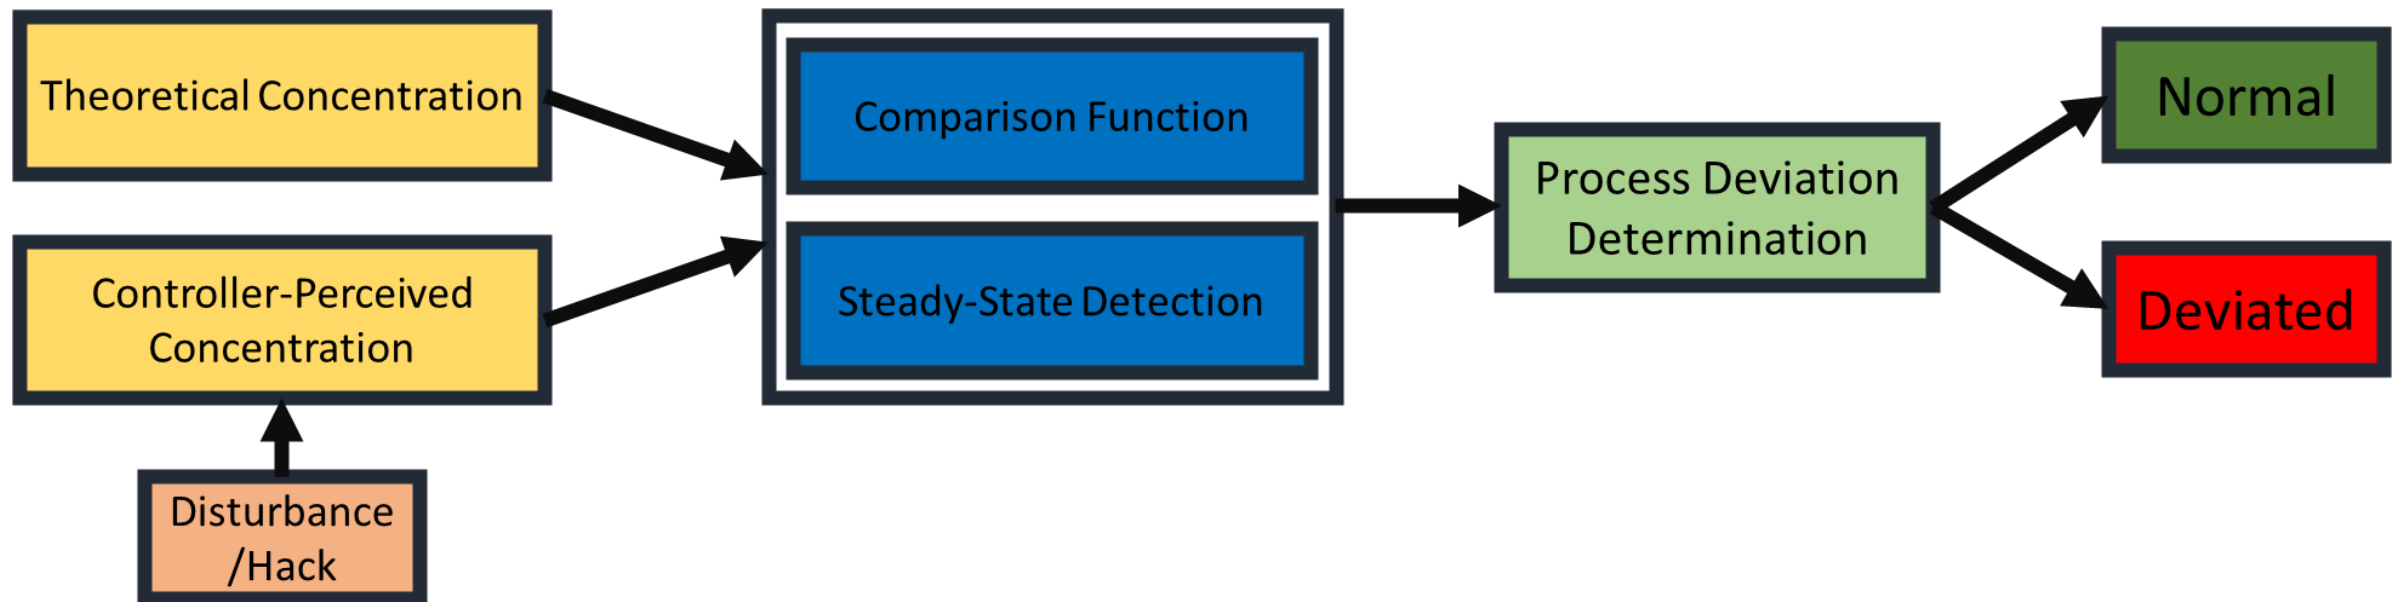 Theoretical Concentration
Controller-Perceived
Concentration
Disturbance
/Hack
Comparison Function
Steady-State Detection
Process Deviation
Determination
Normal
Deviated